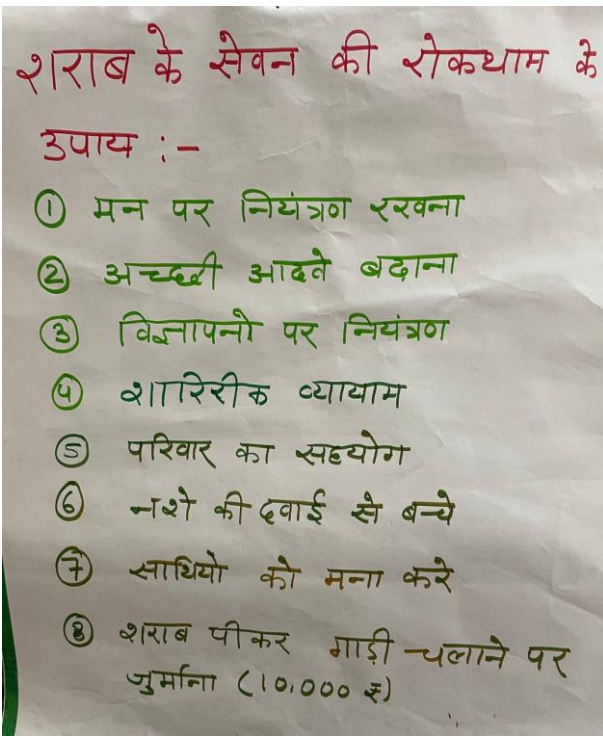 शराब के सेवन की रोकथाम के
उपाय :-
① मन पर नियंत्रण रखना
② अच्छी आदते बढ़ाना
③ विज्ञापनो पर नियंत्रण
④ शारिरीक व्यायाम
⑤ परिवार का सहयोग
⑥ नशे की दवाई से बच्चे
⑦ साथियो को मना करे
⑧ शराब पीकर गाड़ी चलाने पर
जुर्माना (10,000 ₹)